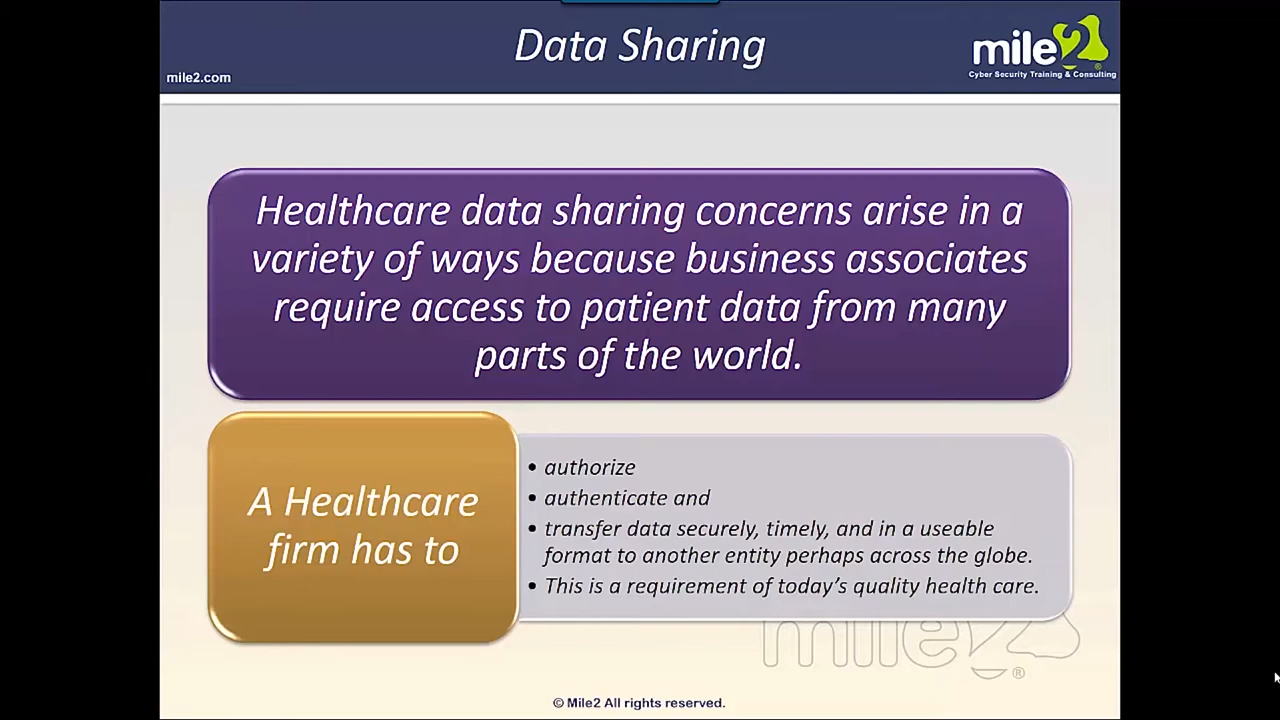 Data Sharing
mile2.com
mile2
®
Cyber Security Training & Consulting
Healthcare data sharing concerns arise in a
variety of ways because business associates
require access to patient data from many
parts of the world.
A Healthcare
firm has to
• authorize
• authenticate and
• transfer data securely, timely, and in a useable
format to another entity perhaps across the globe.
• This is a requirement of today’s quality health care.
mile2
®
© Mile2 All rights reserved.